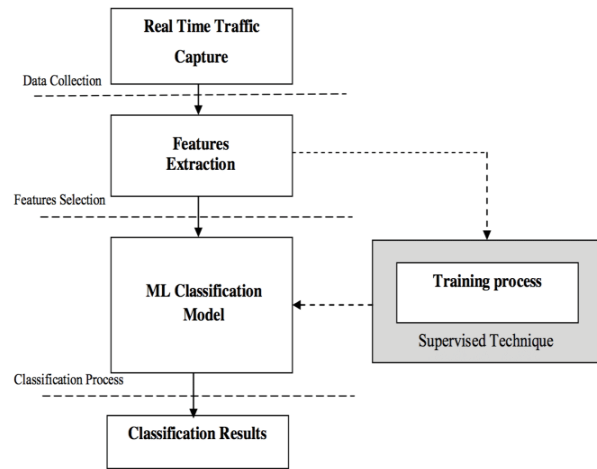 Real Time Traffic
Capture
Data Collection
Features
Extraction
Features Selection
ML Classification
Model
Training process
Supervised Technique
Classification Process
Classification Results